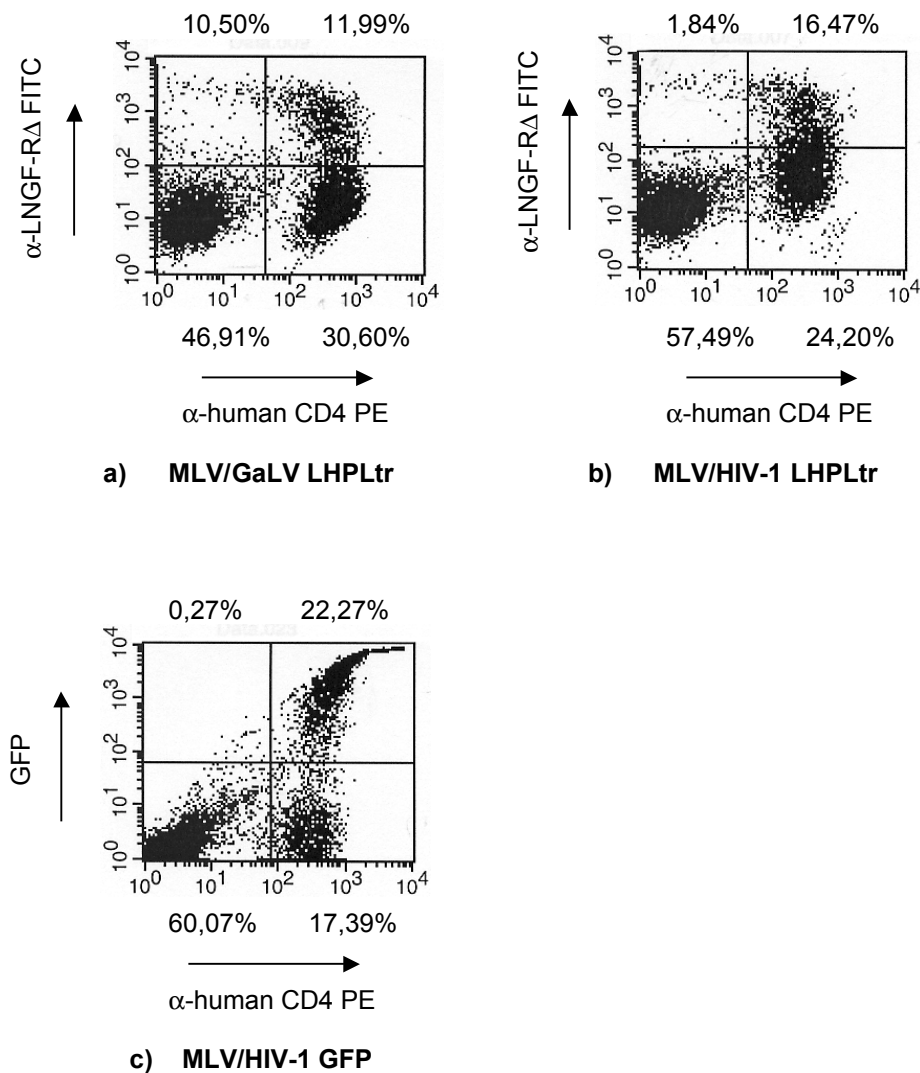 10,50% 11,99%
α-LNGF-RΔ FITC
10⁴
10³
10²
10¹
10⁰
10⁰ 10¹ 10² 10³ 10⁴
46,91% 30,60%
α-human CD4 PE
a) MLV/GaLV LHPLtr
1,84% 16,47%
α-LNGF-RΔ FITC
10⁴
10³
10²
10¹
10⁰
10⁰ 10¹ 10² 10³ 10⁴
57,49% 24,20%
α-human CD4 PE
b) MLV/HIV-1 LHPLtr
0,27% 22,27%
GFP
10⁴
10³
10²
10¹
10⁰
10⁰ 10¹ 10² 10³ 10⁴
60,07% 17,39%
α-human CD4 PE
c) MLV/HIV-1 GFP